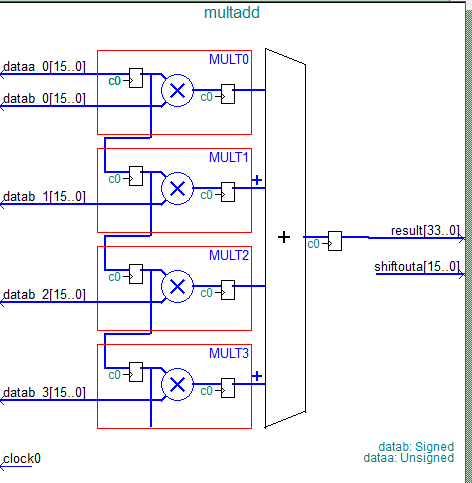 multadd
dataa_0[15..0]
MULT0
c0
c0
datab_0[15..0]
MULT1
c0
+
datab_1[15..0]
c0
MULT2
c0
+
c0
result[33..0]
shiftouta[15..0]
datab_2[15..0]
c0
MULT3
c0
+
datab_3[15..0]
c0
datab: Signed
dataa: Unsigned
clock0